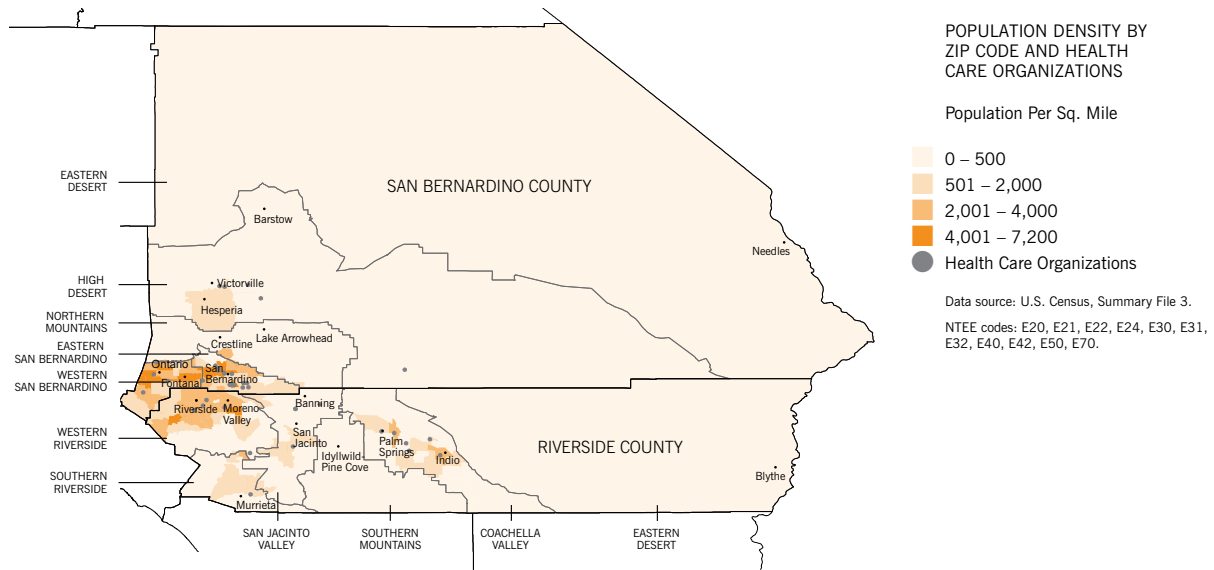 POPULATION DENSITY BY
ZIP CODE AND HEALTH
CARE ORGANIZATIONS
Population Per Sq. Mile
0 – 500
501 – 2,000
2,001 – 4,000
4,001 – 7,200
Health Care Organizations
Data source: U.S. Census, Summary File 3.
NTEE codes: E20, E21, E22, E24, E30, E31,
E32, E40, E42, E50, E70.
EASTERN
DESERT
HIGH
DESERT
NORTHERN
MOUNTAINS
EASTERN
SAN BERNARDINO
WESTERN
SAN BERNARDINO
WESTERN
RIVERSIDE
SOUTHERN
RIVERSIDE
SAN BERNARDINO COUNTY
Barstow
Needles
Victorville
Hesperia
Lake Arrowhead
Crestline
Ontario
San
Bernardino
Fontana
Banning
Riverside
Moreno
Valley
San
Jacinto
Palm
Springs
Idyllwild-
Pine Cove
Indio
RIVERSIDE COUNTY
Blythe
Murrieta
SAN JACINTO
VALLEY
SOUTHERN
MOUNTAINS
COACHELLA
VALLEY
EASTERN
DESERT